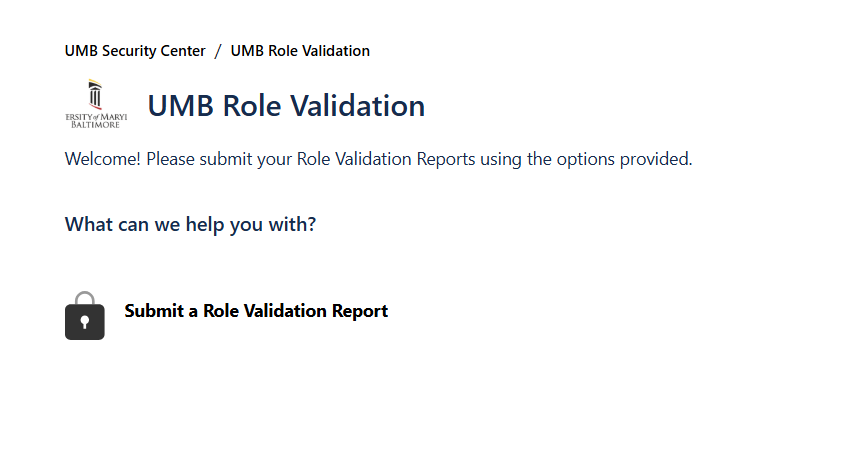 UMB Security Center / UMB Role Validation
ERSITY of MARYL
BALTIMORE
UMB Role Validation
Welcome! Please submit your Role Validation Reports using the options provided.
What can we help you with?
Submit a Role Validation Report